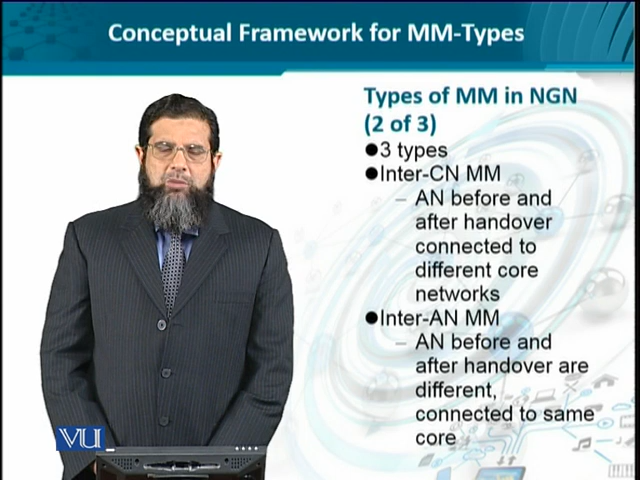 Conceptual Framework for MM-Types
Types of MM in NGN
(2 of 3)
●3 types
●Inter-CN MM
– AN before and
after handover
connected to
different core
networks
●Inter-AN MM
– AN before and
after handover are
different,
connected to same
core
VU